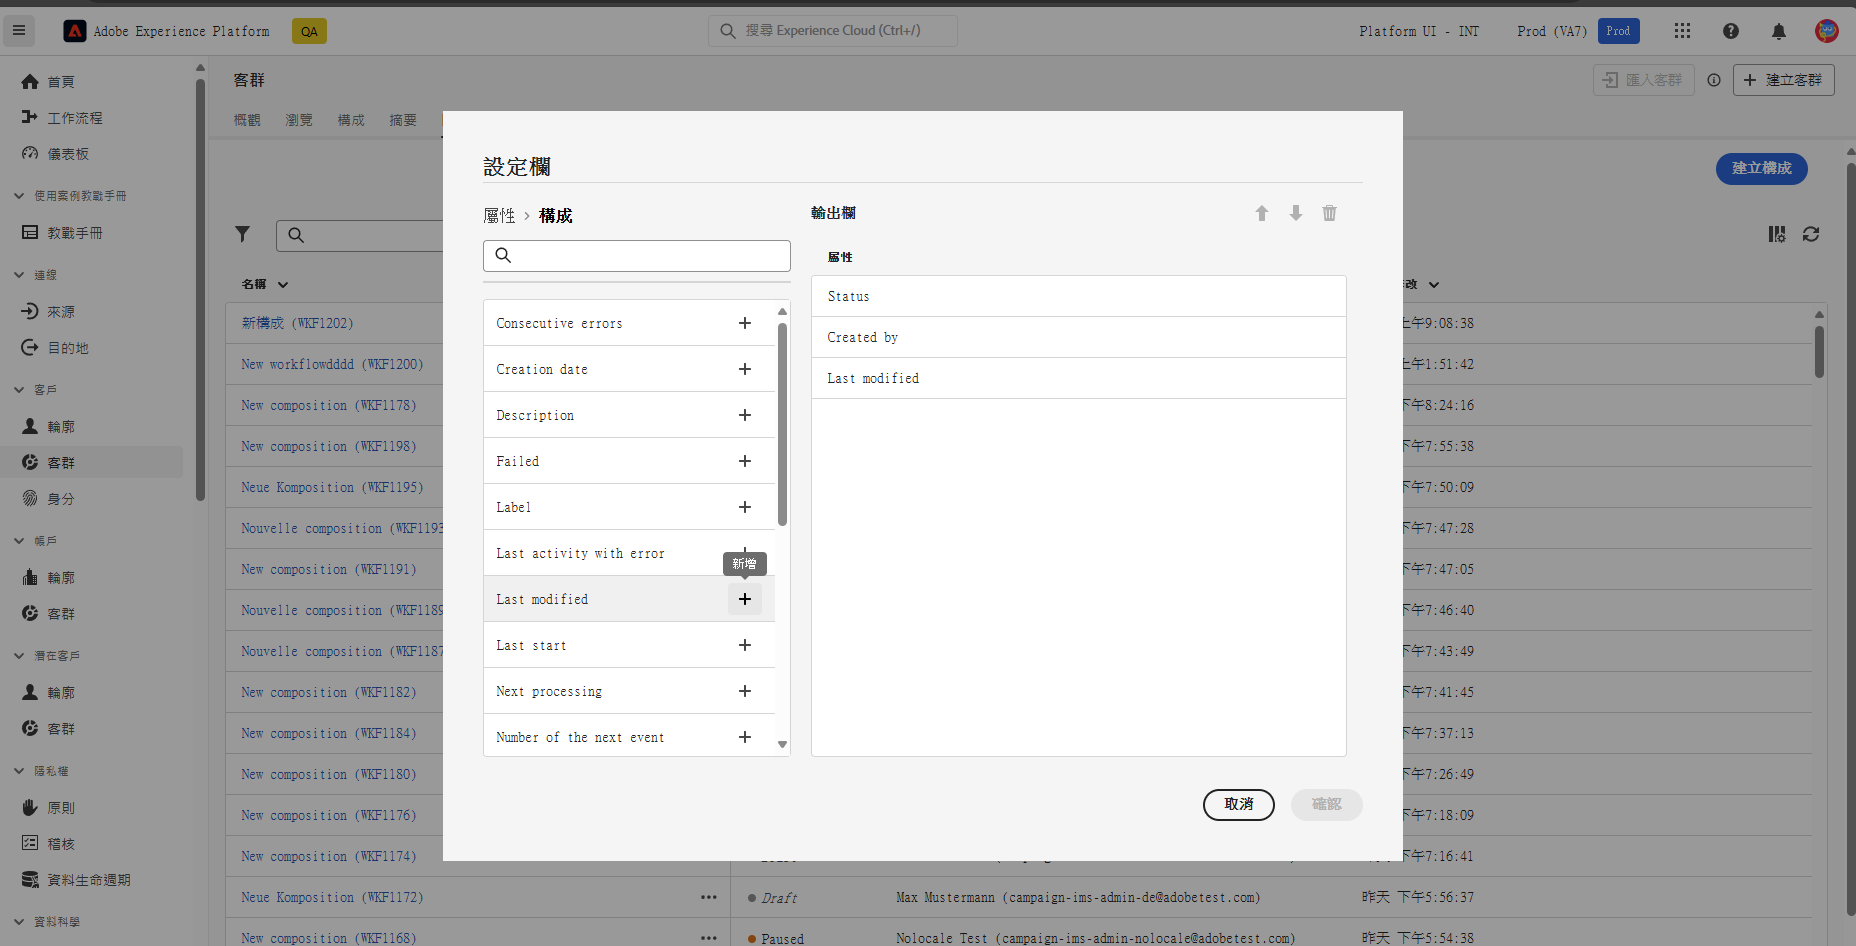 Adobe Experience Platform
QA
搜尋 Experience Cloud (Ctrl+/)
Platform UI - INT
Prod (VA7)
Prod
首頁
工作流程
儀表板
使用案例教戰手冊
教戰手冊
連線
來源
目的地
客戶
輪廓
客群
身分
帳戶
輪廓
客群
潛在客戶
輪廓
客群
隱私權
原則
稽核
資料生命週期
資料科學
客群
匯入客群
建立客群
概觀
瀏覽
構成
摘要
建立構成
名稱
新構成 (WKF1202)
New workflowdddd (WKF1200)
New composition (WKF1178)
New composition (WKF1198)
Neue Komposition (WKF1195)
Nouvelle composition (WKF1193
New composition (WKF1191)
Nouvelle composition (WKF1189
Nouvelle composition (WKF1187
New composition (WKF1182)
New composition (WKF1184)
New composition (WKF1180)
New composition (WKF1176)
New composition (WKF1174)
Neue Komposition (WKF1172)
Draft
Max Mustermann (campaign-ims-admin-de@adobetest.com)
昨天 下午5:56:37
New composition (WKF1168)
Paused
Nolocale Test (campaign-ims-admin-nolocale@adobetest.com)
昨天 下午5:54:38
設定欄
屬性 › 構成
Consecutive errors
Creation date
Description
Failed
Label
Last activity with error
新增
Last modified
Last start
Next processing
Number of the next event
輸出欄
屬性
Status
Created by
Last modified
取消
確認
改
上午9:08:38
上午1:51:42
下午8:24:16
下午7:55:38
下午7:50:09
下午7:47:28
下午7:47:05
下午7:46:40
下午7:43:49
下午7:41:45
下午7:37:13
下午7:26:49
下午7:18:09
下午7:16:41